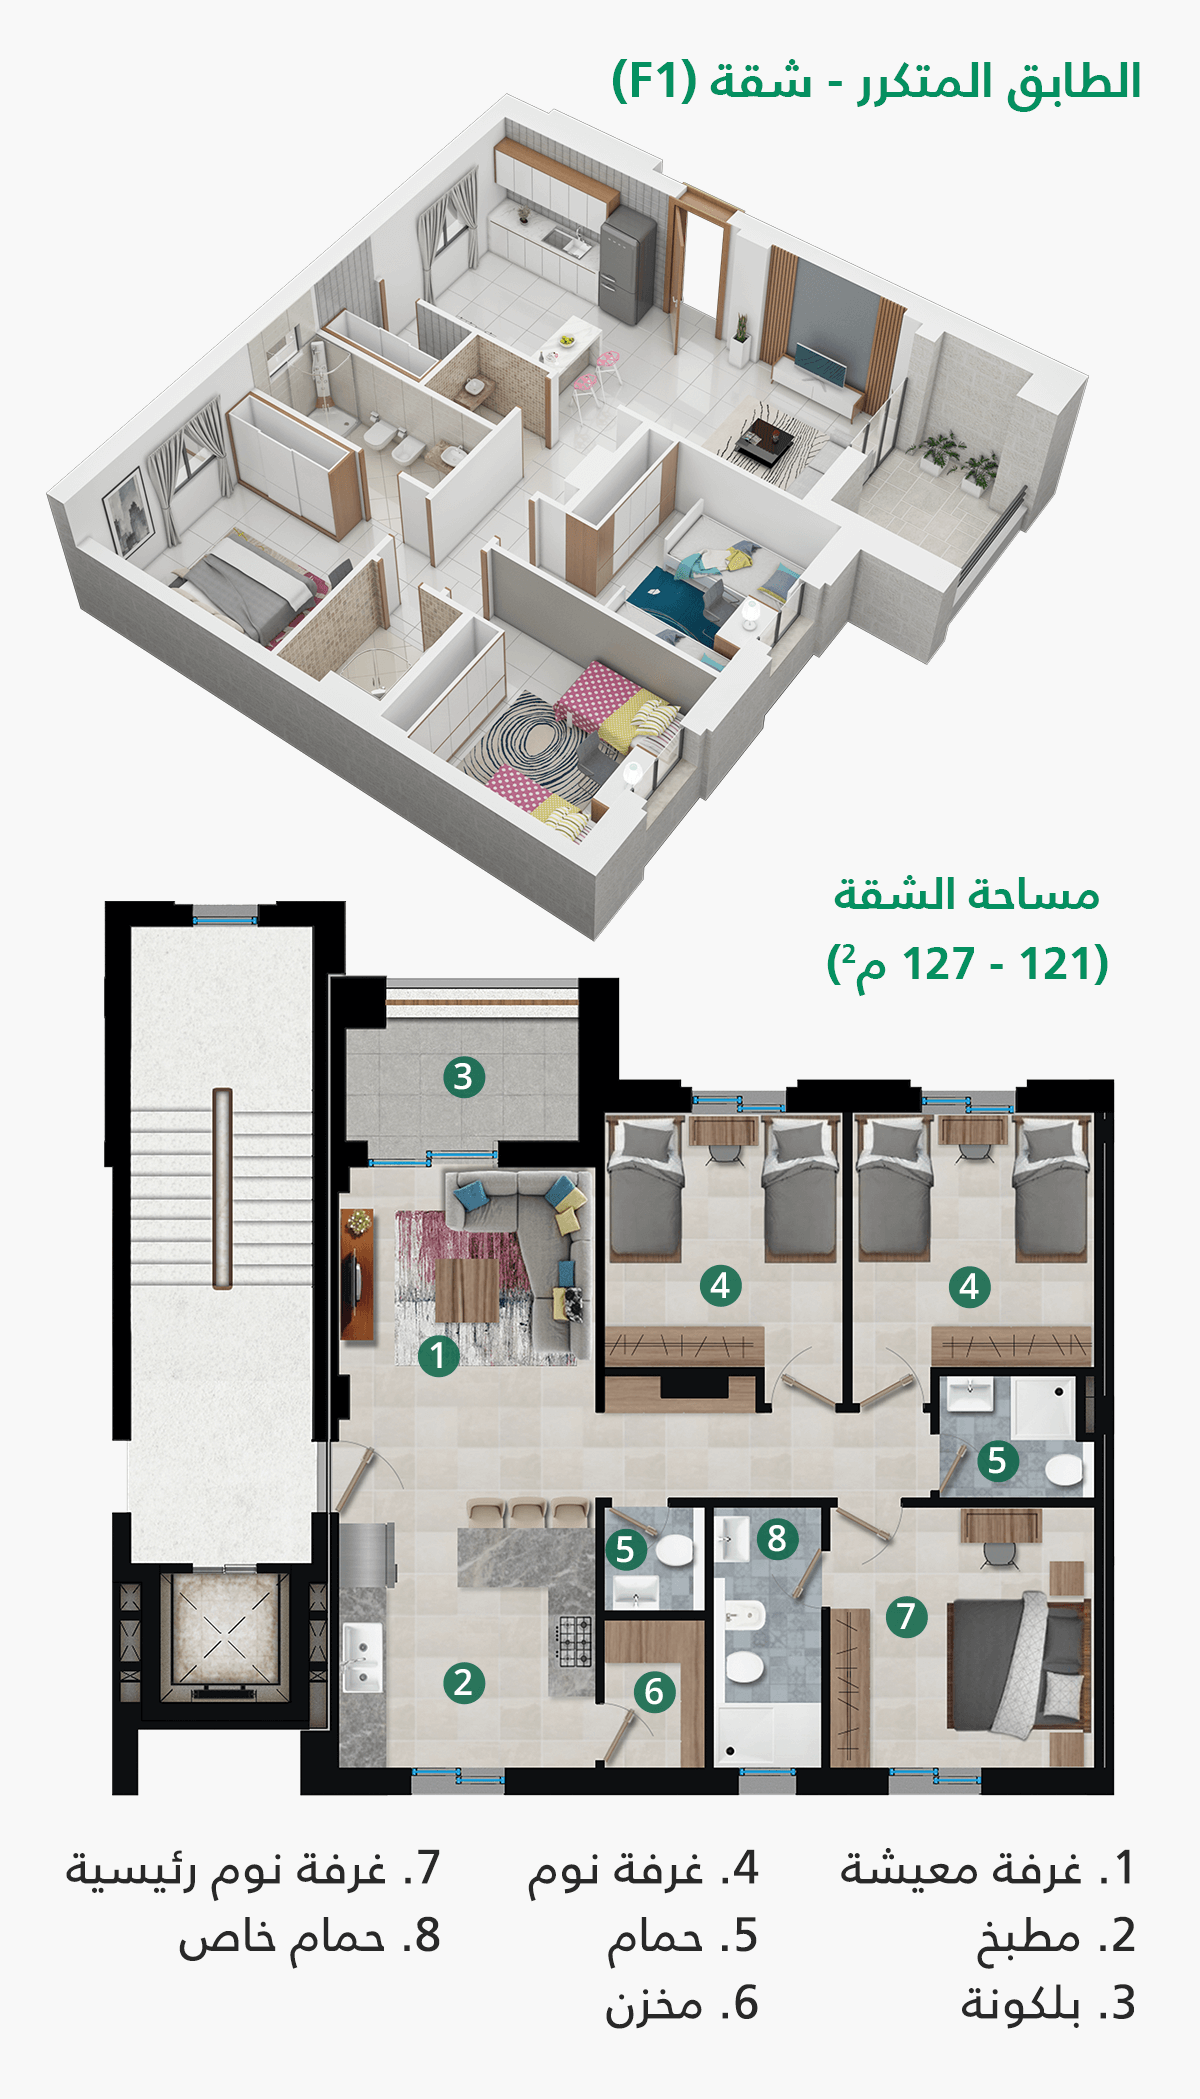 الطابق المتكرر - شقة (F1)
مساحة الشقة
(121 - 127 م²)
3
4
4
1
5
5
8
7
2
6
1. غرفة معيشة
2. مطبخ
3. بلكونة
4. غرفة نوم
5. حمام
6. مخزن
7. غرفة نوم رئيسية
8. حمام خاص